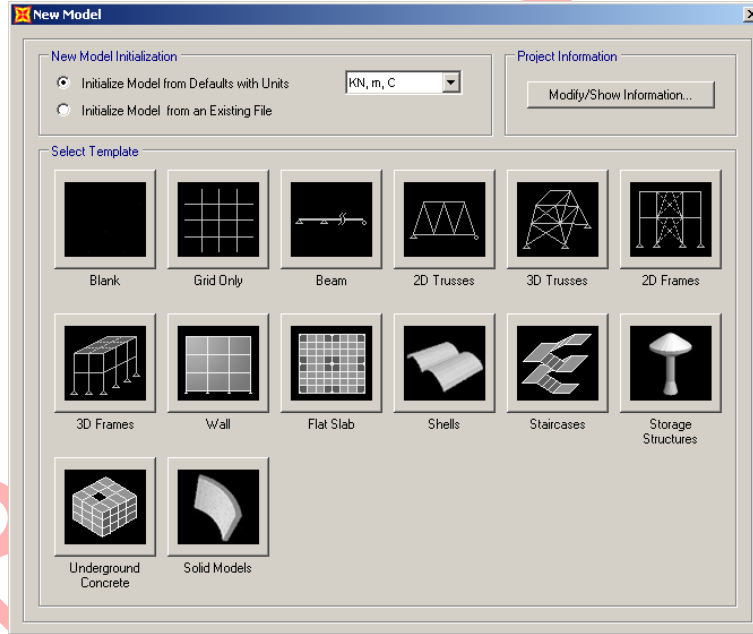 New Model
New Model Initialization
Initialize Model from Defaults with Units
KN, m, C
Initialize Model from an Existing File
Project Information
Modify/Show Information...
Select Template
Blank
Grid Only
Beam
2D Trusses
3D Trusses
2D Frames
3D Frames
Wall
Flat Slab
Shells
Staircases
Storage
Structures
Underground
Concrete
Solid Models